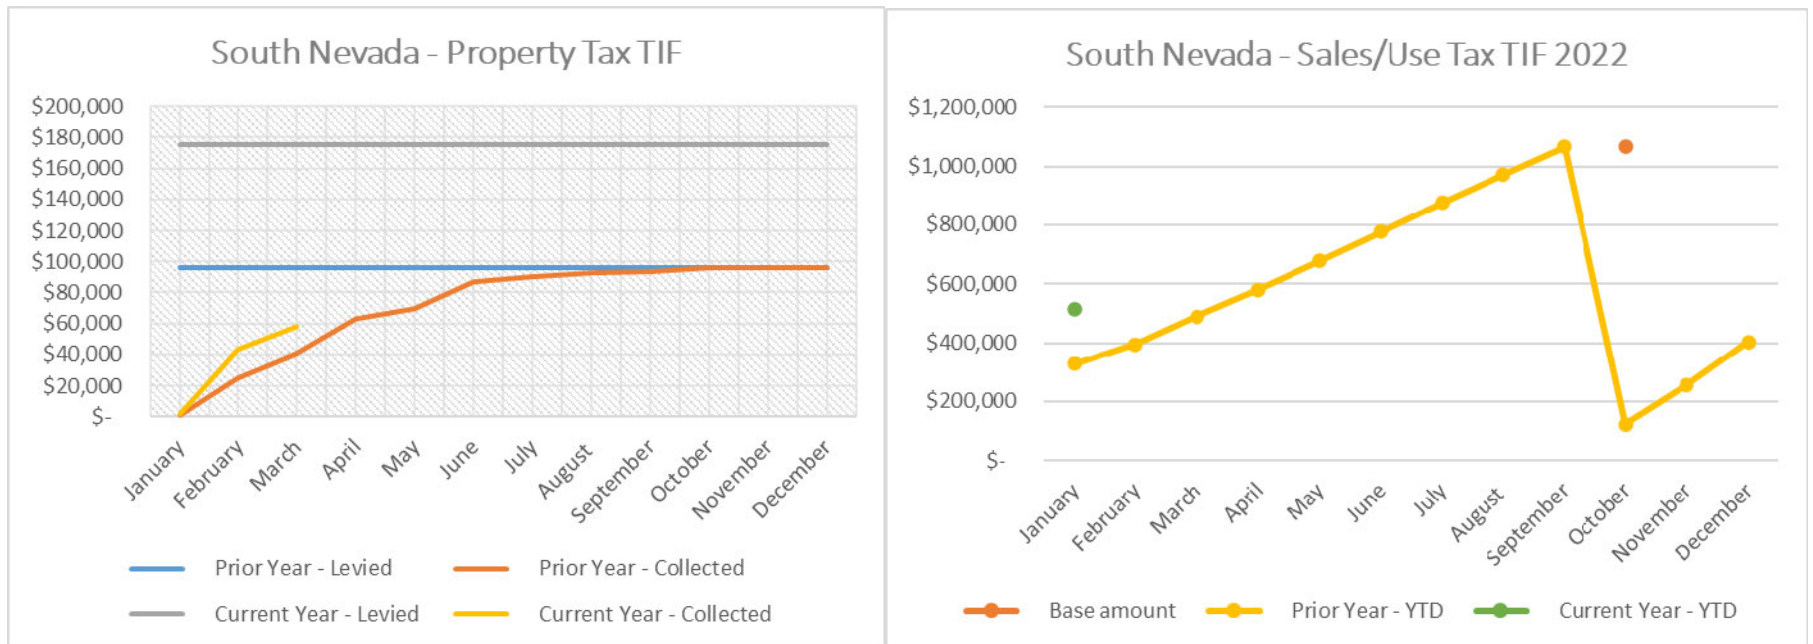 South Nevada - Property Tax TIF
$200,000
$180,000
$160,000
$140,000
$120,000
$100,000
$80,000
$60,000
$40,000
$20,000
$-
January
February
March
April
May
June
July
August
September
October
November
December
Prior Year - Levied
Prior Year - Collected
Current Year - Levied
Current Year - Collected
South Nevada - Sales/Use Tax TIF 2022
$1,200,000
$1,000,000
$800,000
$600,000
$400,000
$200,000
$-
January
February
March
April
May
June
July
August
September
October
November
December
Base amount
Prior Year - YTD
Current Year - YTD